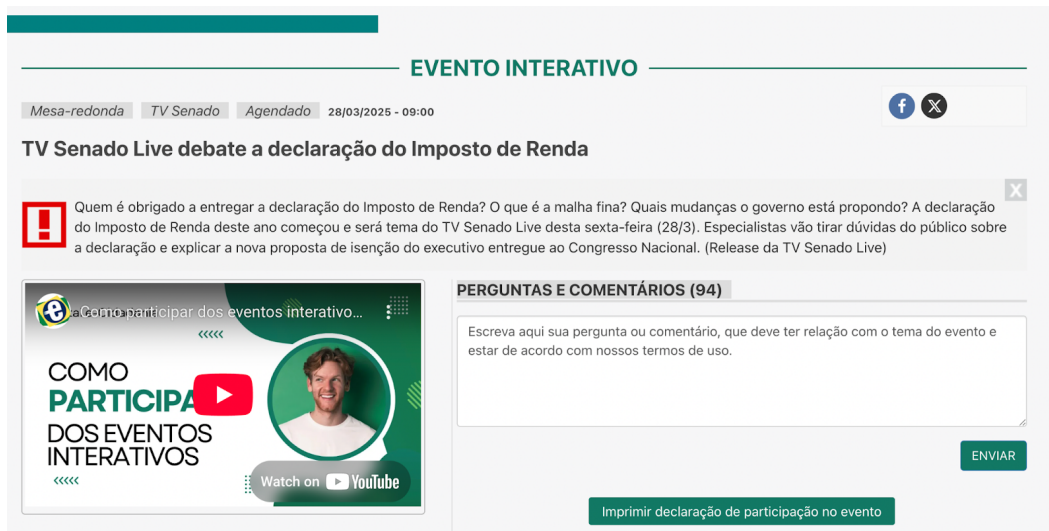 EVENTO INTERATIVO
Mesa-redonda TV Senado Agendado 28/03/2025 - 09:00
TV Senado Live debate a declaração do Imposto de Renda
X
Quem é obrigado a entregar a declaração do Imposto de Renda? O que é a malha fina? Quais mudanças o governo está propondo? A declaração
do Imposto de Renda deste ano começou e será tema do TV Senado Live desta sexta-feira (28/3). Especialistas vão tirar dúvidas do público sobre
a declaração e explicar a nova proposta de isenção do executivo entregue ao Congresso Nacional. (Release da TV Senado Live)
Como participar dos eventos interativo...
COMO
PARTICIPA
DOS EVENTOS
INTERATIVOS
Watch on YouTube
PERGUNTAS E COMENTÁRIOS (94)
Escreva aqui sua pergunta ou comentário, que deve ter relação com o tema do evento e
estar de acordo com nossos termos de uso.
ENVIAR
Imprimir declaração de participação no evento